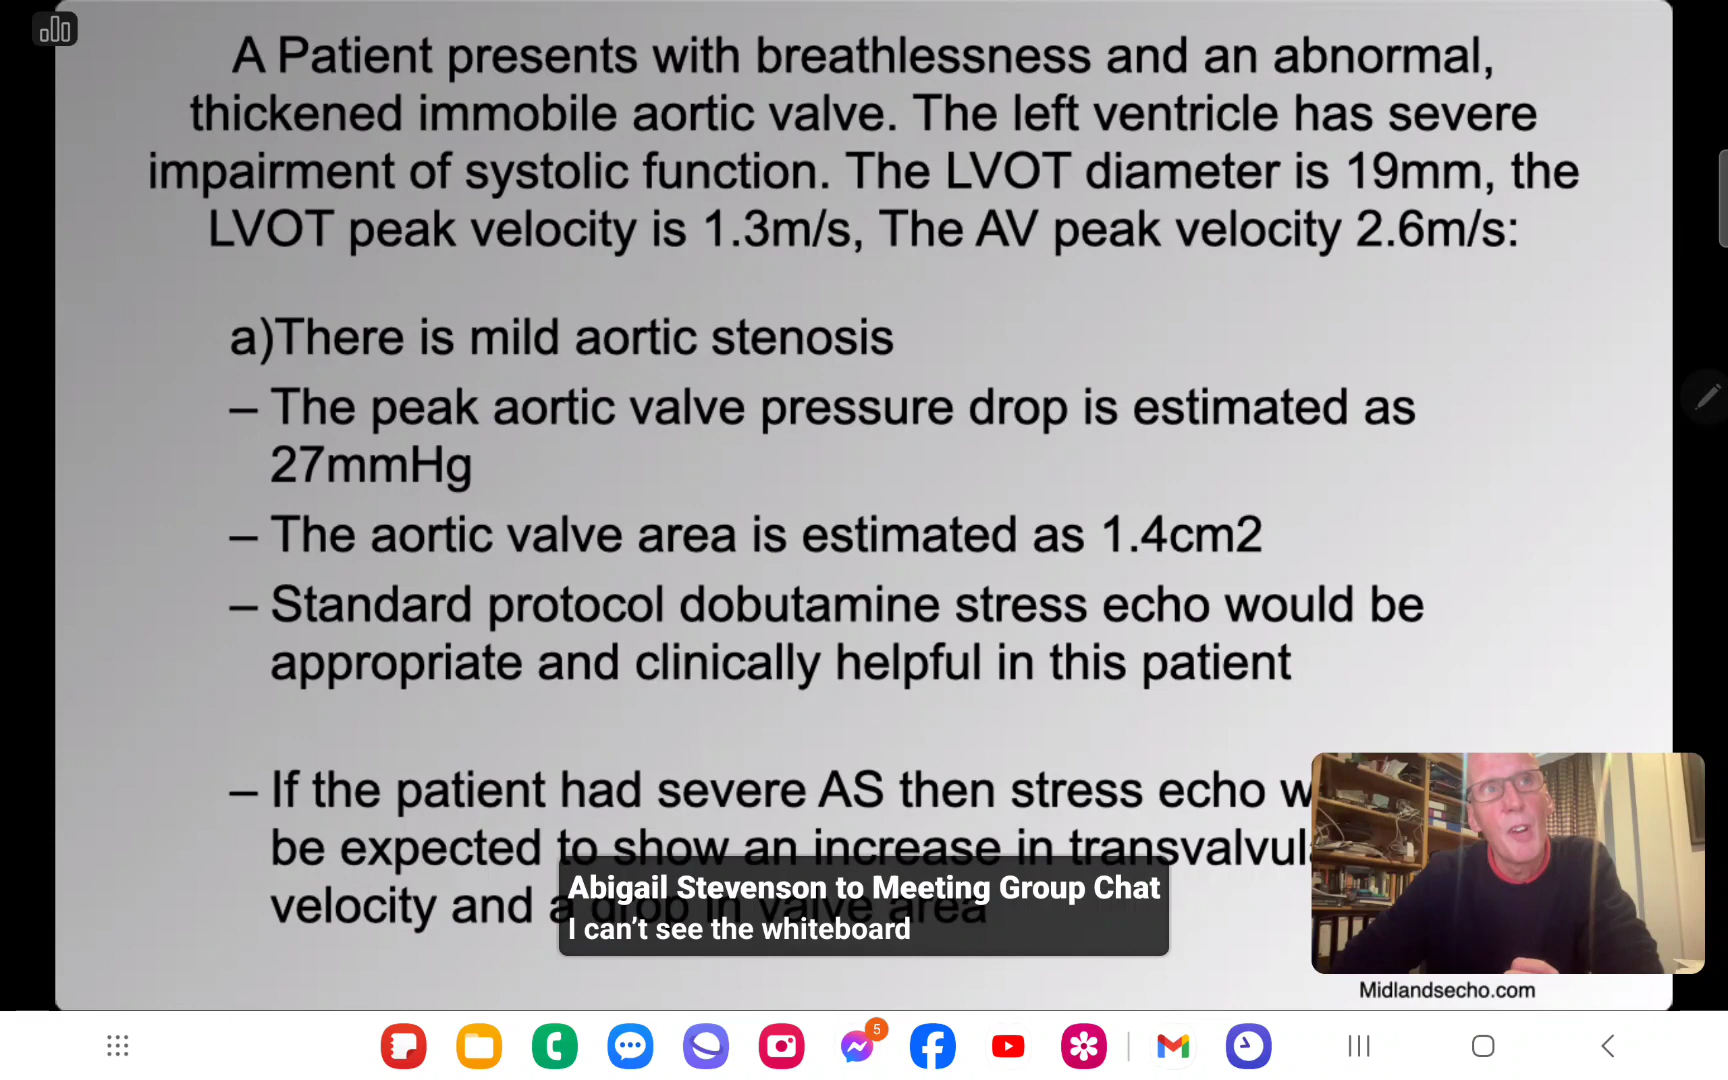 A Patient presents with breathlessness and an abnormal,
thickened immobile aortic valve. The left ventricle has severe
impairment of systolic function. The LVOT diameter is 19mm, the
LVOT peak velocity is 1.3m/s, The AV peak velocity 2.6m/s:
a)There is mild aortic stenosis
– The peak aortic valve pressure drop is estimated as
27mmHg
– The aortic valve area is estimated as 1.4cm2
– Standard protocol dobutamine stress echo would be
appropriate and clinically helpful in this patient
– If the patient had severe AS then stress echo w
be expected to show an increase in transvalvul
velocity and a drop in valve area
Abigail Stevenson to Meeting Group Chat
I can’t see the whiteboard
Midlandsecho.com
5